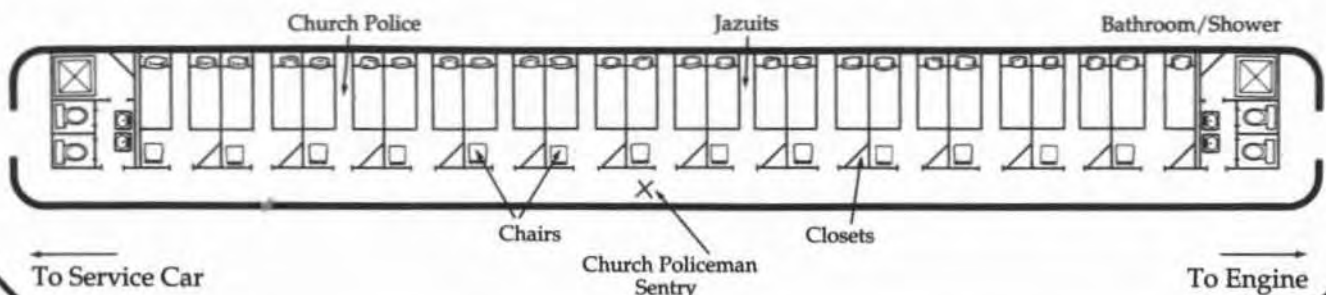 Church Police
Jazuits
Bathroom/Shower
Chairs
Closets
Church Policeman
Sentry
To Service Car
To Engine